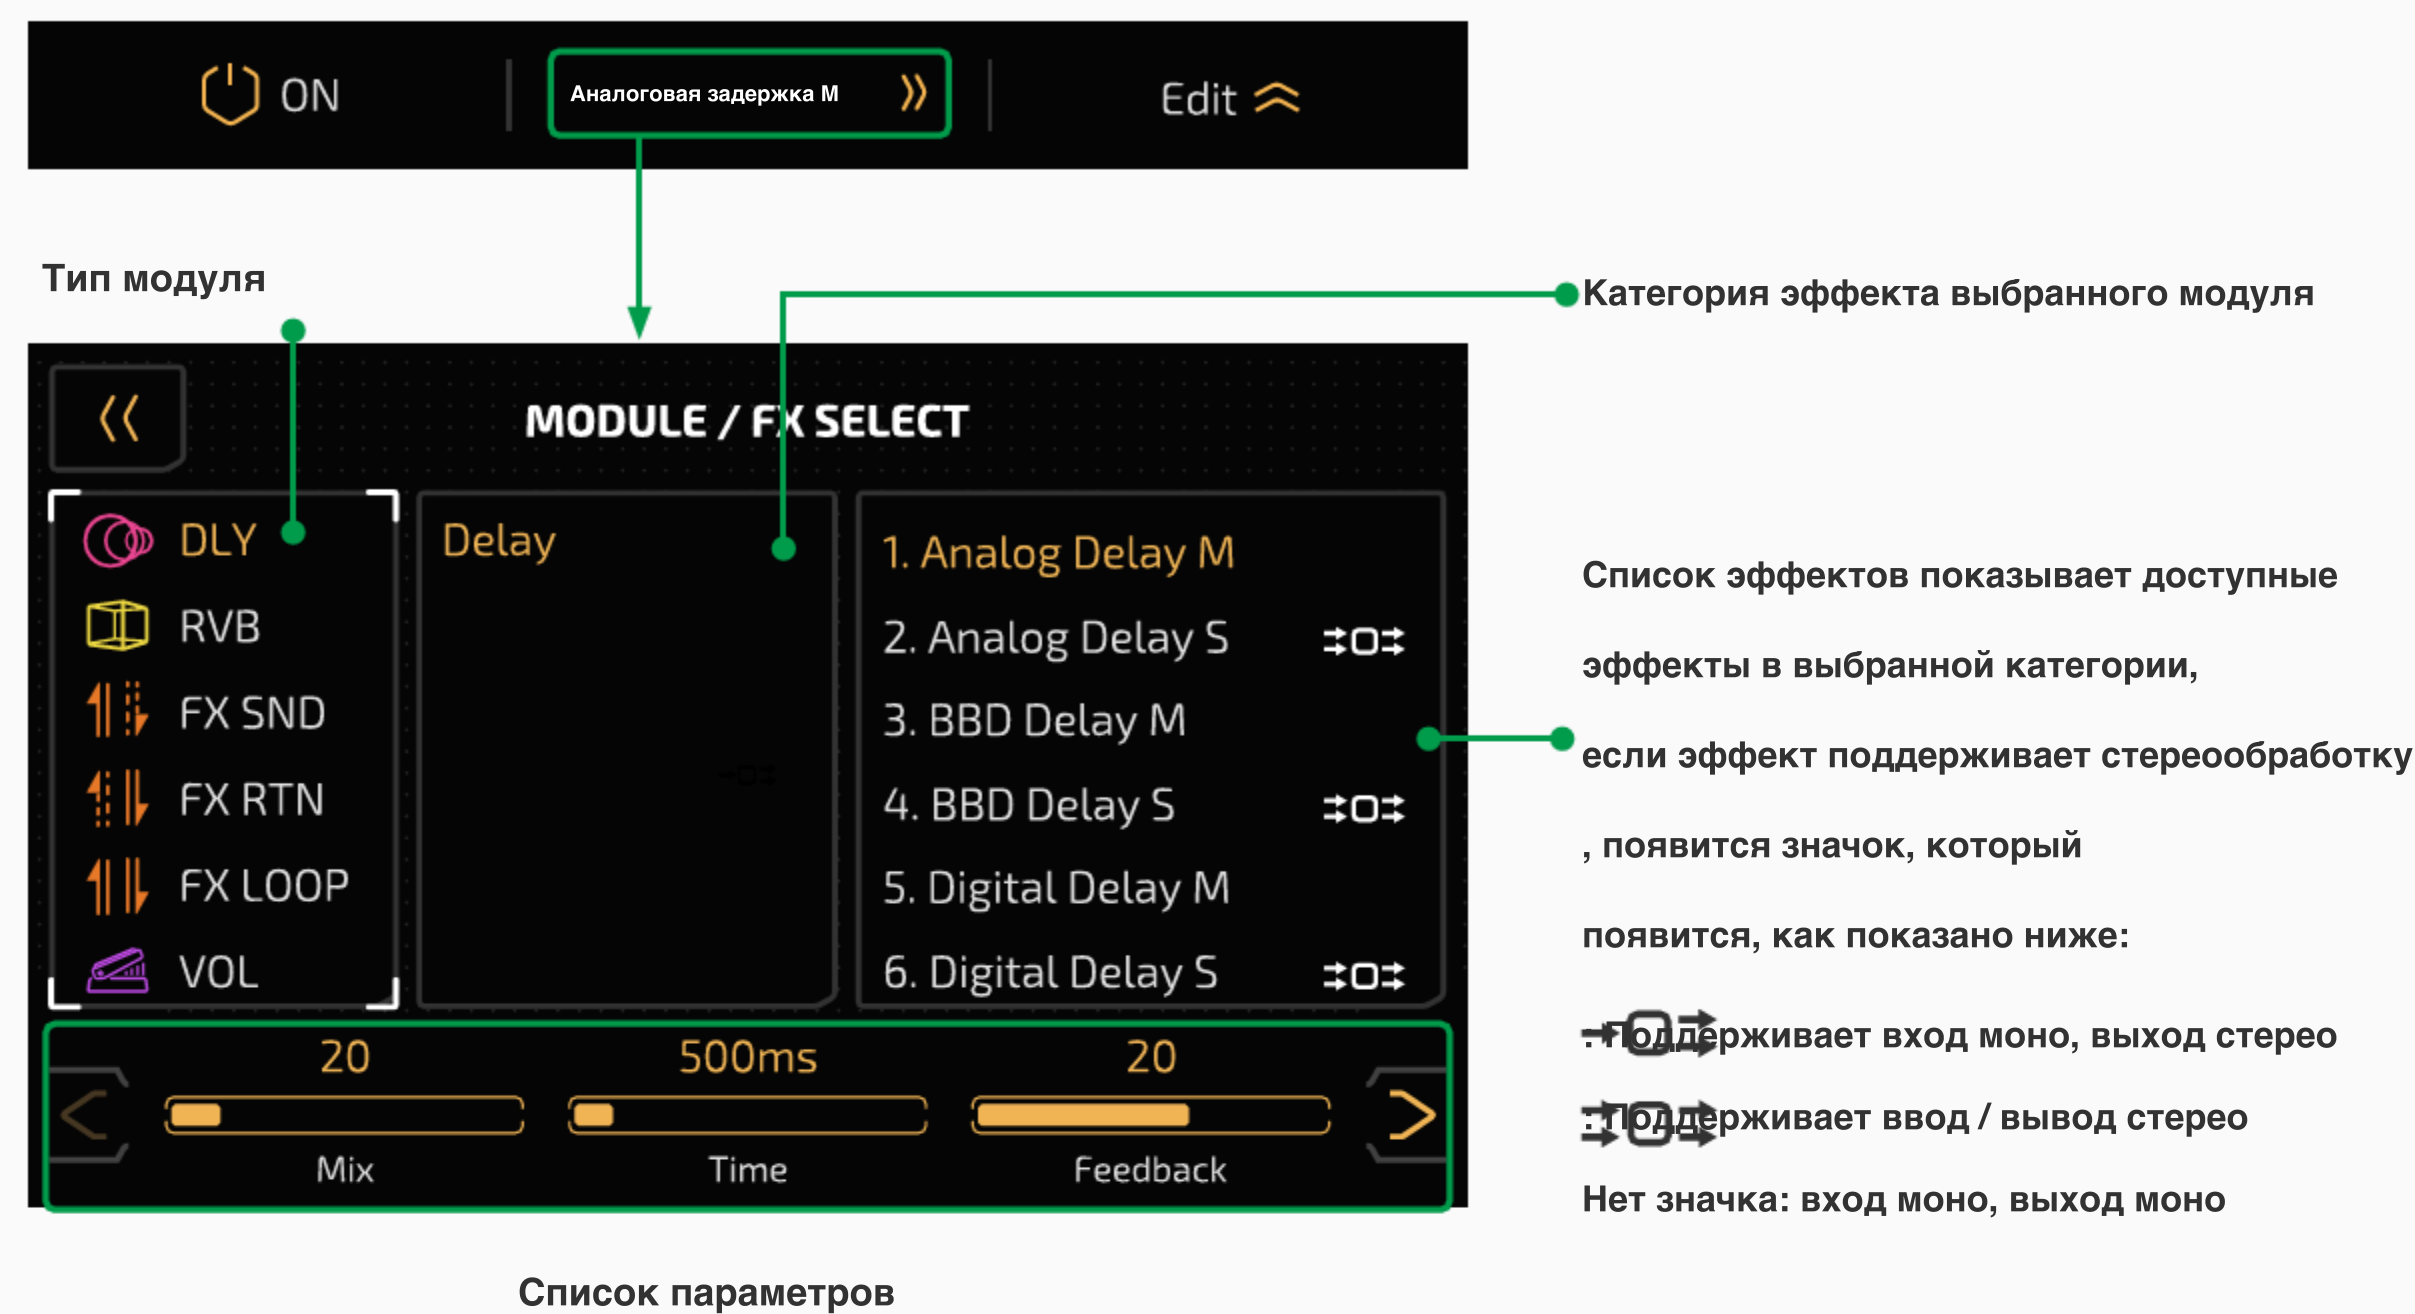 ON
Аналоговая задержка М
Edit
Тип модуля
Категория эффекта выбранного модуля
MODULE / FX SELECT
DLY
RVB
FX SND
FX RTN
FX LOOP
VOL
Delay
1. Analog Delay M
2. Analog Delay S
3. BBD Delay M
4. BBD Delay S
5. Digital Delay M
6. Digital Delay S
Список эффектов показывает доступные
эффекты в выбранной категории,
если эффект поддерживает стереообработку
, появится значок, который
появится, как показано ниже:
: Поддерживает вход моно, выход стерео
: Поддерживает ввод / вывод стерео
Нет значка: вход моно, выход моно
20
500ms
20
Mix
Time
Feedback
Список параметров